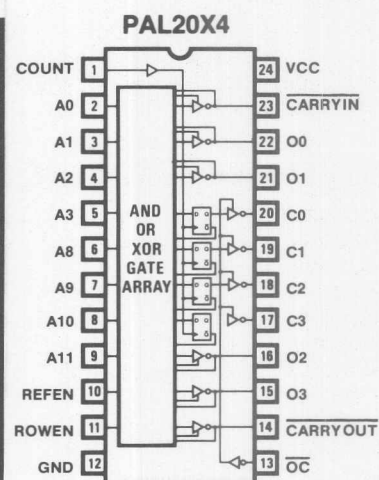 PAL20X4
COUNT 1
24 VCC
A0 2
23 CARRYIN
A1 3
22 O0
A2 4
21 O1
A3 5
20 C0
A8 6
19 C1
A9 7
18 C2
A10 8
17 C3
A11 9
16 O2
REFEN 10
15 O3
ROWEN 11
14 CARRYOUT
GND 12
13 OC
AND
OR
XOR
GATE
ARRAY